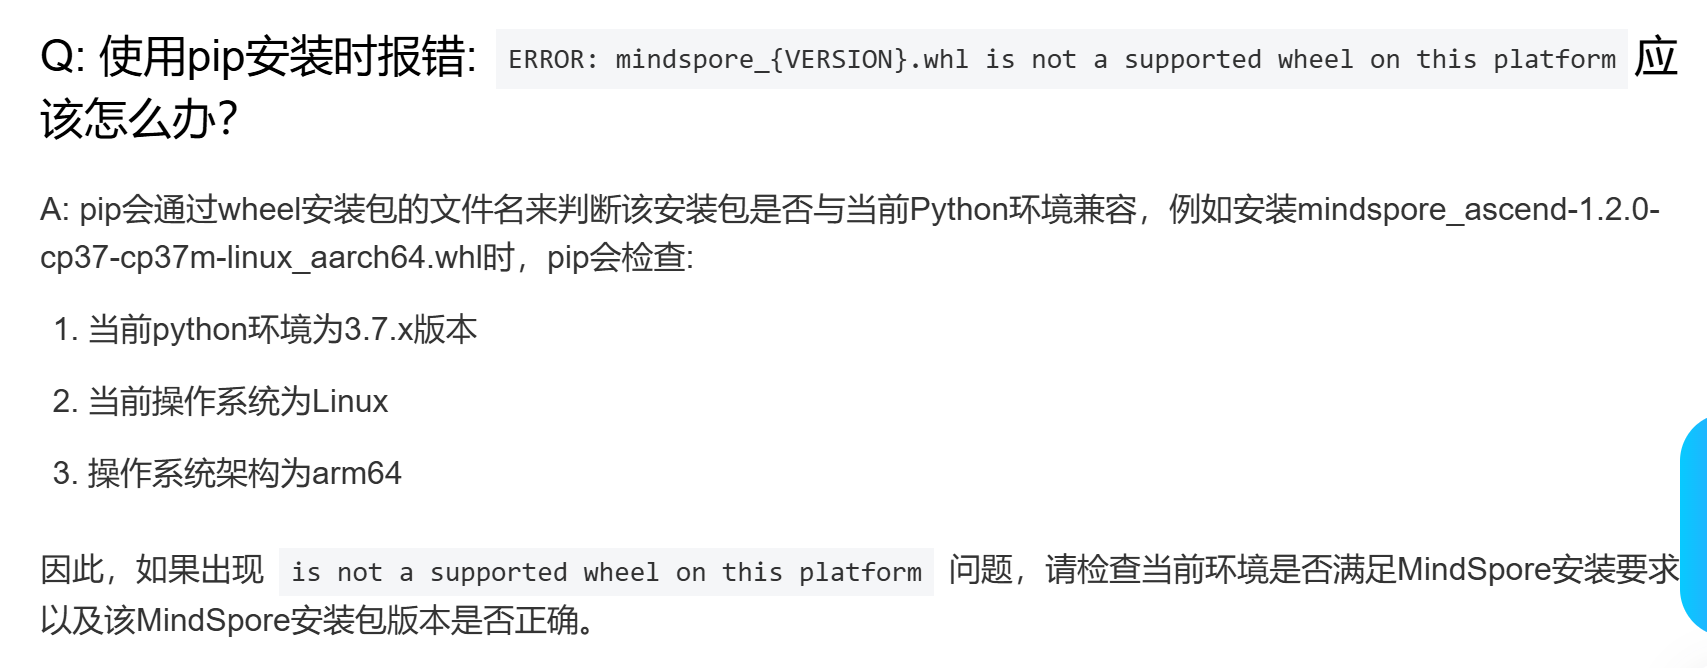 Q: 使用pip安装时报错: ERROR: mindspore_{VERSION}.whl is not a supported wheel on this platform 应
该怎么办?
A: pip会通过wheel安装包的文件名来判断该安装包是否与当前Python环境兼容，例如安装mindspore_ascend-1.2.0-
cp37-cp37m-linux_aarch64.whl时，pip会检查:
1. 当前python环境为3.7.x版本
2. 当前操作系统为Linux
3. 操作系统架构为arm64
因此，如果出现 is not a supported wheel on this platform 问题，请检查当前环境是否满足MindSpore安装要求
以及该MindSpore安装包版本是否正确。